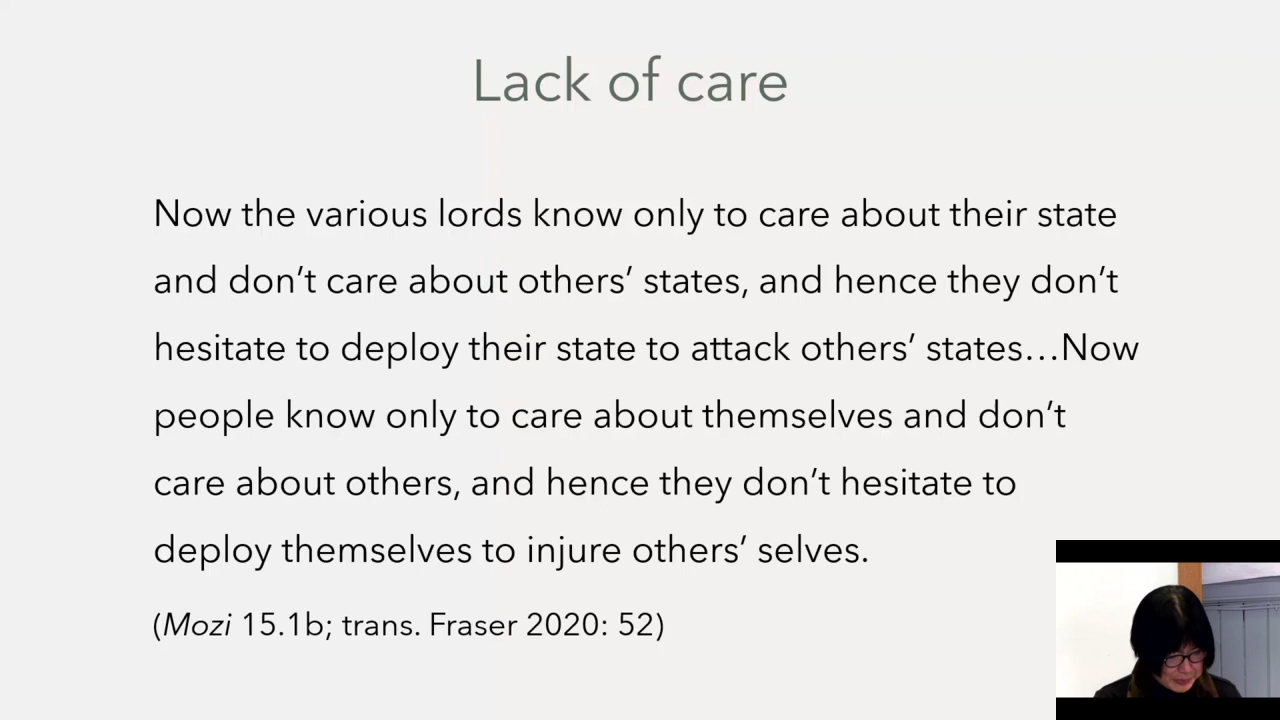 Lack of care
Now the various lords know only to care about their state
and don’t care about others’ states, and hence they don’t
hesitate to deploy their state to attack others’ states…Now
people know only to care about themselves and don’t
care about others, and hence they don’t hesitate to
deploy themselves to injure others’ selves.
(Mozi 15.1b; trans. Fraser 2020: 52)